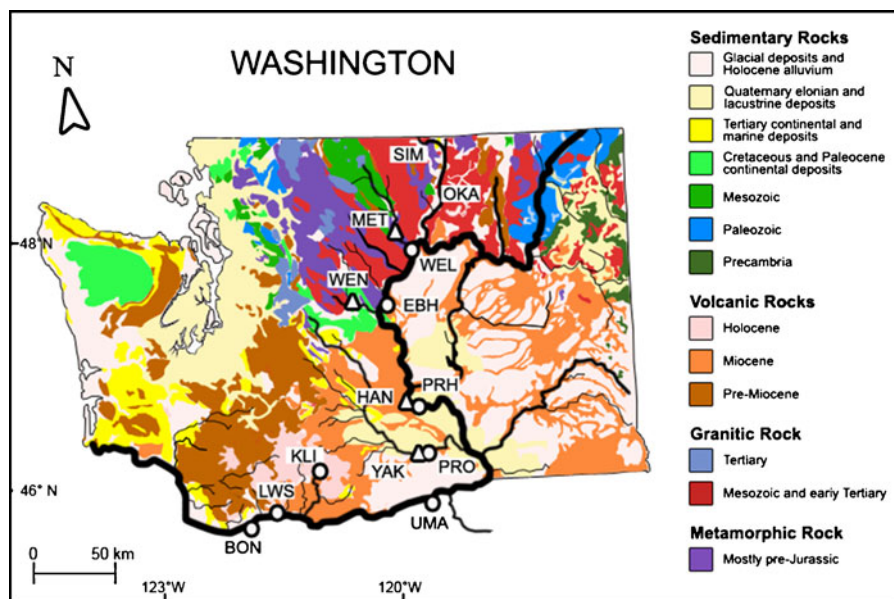 WASHINGTON
N
48° N
46° N
123°W
120°W
0
50 km
SIM
OKA
MET
WEL
WEN
EBH
HAN
PRH
KLI
YAK
PRO
LWS
UMA
BON
Sedimentary Rocks
Glacial deposits and
Holocene alluvium
Quaternary elonian and
lacustrine deposits
Tertiary continental and
marine deposits
Cretaceous and Paleocene
continental deposits
Mesozoic
Paleozoic
Precambria
Volcanic Rocks
Holocene
Miocene
Pre-Miocene
Granitic Rock
Tertiary
Mesozoic and early Tertiary
Metamorphic Rock
Mostly pre-Jurassic